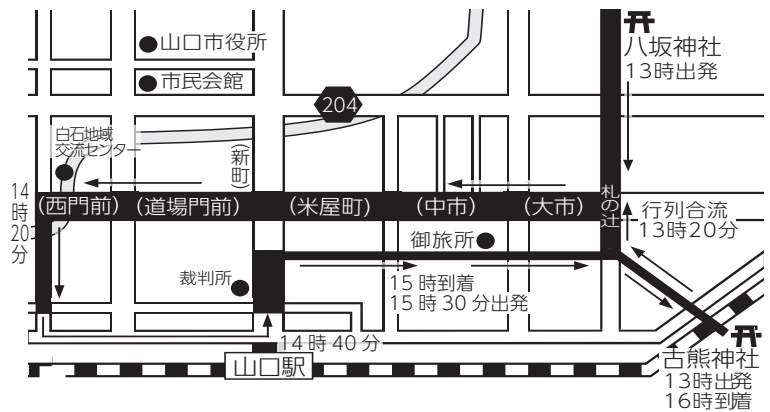 山口市役所
市民会館
204
八坂神社
13時出発
白石地域
交流センター
(新町)
14時20分
(西門前)
(道場門前)
(米屋町)
(中市)
(大市)
札の辻
行列合流
13時20分
御旅所
裁判所
15時到着
15時30分出発
14時40分
山口駅
古熊神社
13時出発
16時到着